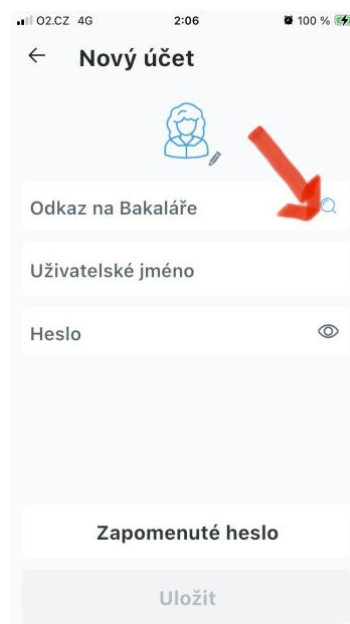 O2.CZ 4G 2:06 100 %
Nový účet
Odkaz na Bakaláře
Uživatelské jméno
Heslo
Zapomenuté heslo
Uložit